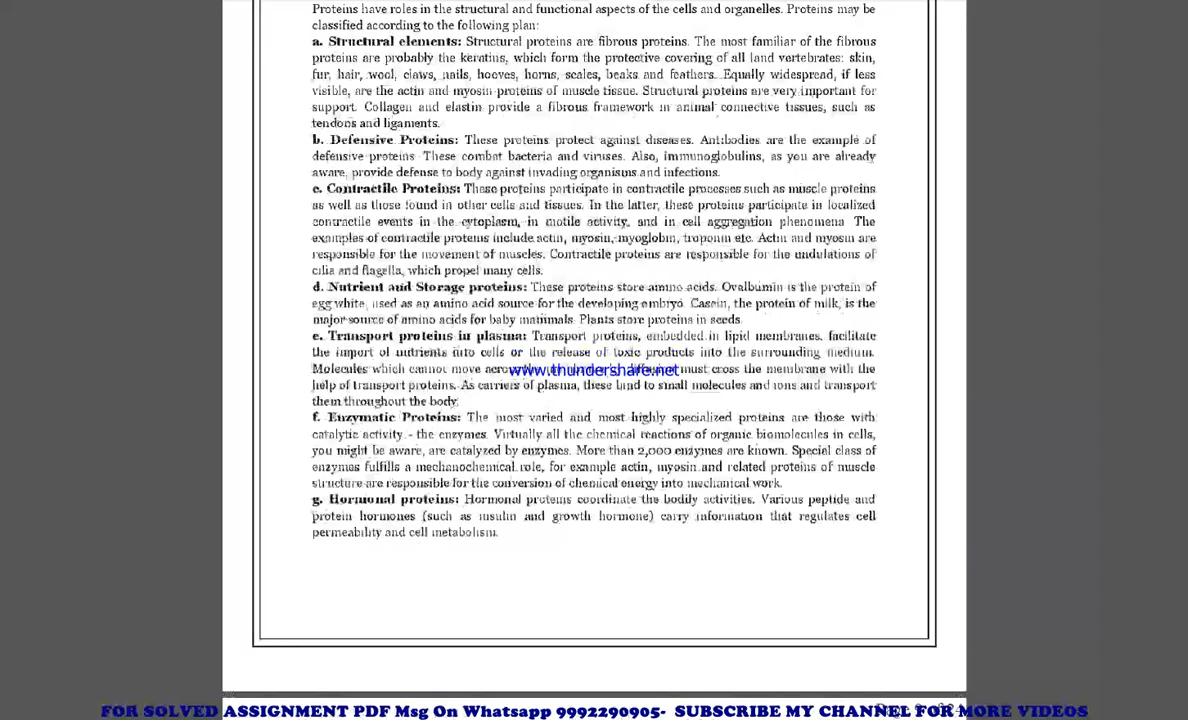 Proteins have roles in the structural and functional aspects of the cells and organelles. Proteins may be
classified according to the following plan:
a. Structural elements: Structural proteins are fibrous proteins. The most familiar of the fibrous
proteins are probably the keratins, which form the protective covering of all land vertebrates: skin,
fur, hair, wool, claws, nails, hooves, horns, scales, beaks and feathers. Equally widespread, if less
visible, are the actin and myosin proteins of muscle tissue. Structural proteins are very important for
support. Collagen and elastin provide a fibrous framework in animal connective tissues, such as
tendons and ligaments.
b. Defensive Proteins: These proteins protect against diseases. Antibodies are the example of
defensive proteins. These combat bacteria and viruses. Also, immunoglobulins, as you are already
aware, provide defense to body against invading organisms and infections.
c. Contractile Proteins: These proteins participate in contractile processes such as muscle proteins
as well as those found in other cells and tissues. In the latter, these proteins participate in localized
contractile events in the cytoplasm, in motile activity, and in cell aggregation phenomena. The
examples of contractile proteins include actin, myosin, myoglobin, troponin etc. Actin and myosin are
responsible for the movement of muscles. Contractile proteins are responsible for the undulations of
cilia and flagella, which propel many cells.
d. Nutrient and Storage proteins: These proteins store amino acids. Ovalbumin is the protein of
egg white, used as an amino acid source for the developing embryo. Casein, the protein of milk, is the
major source of amino acids for baby mammals. Plants store proteins in seeds.
e. Transport proteins in plasma: Transport proteins, embedded in lipid membranes, facilitate
the import of nutrients into cells or the release of toxic products into the surrounding medium.
Molecules which cannot move across www.thundershare.net must cross the membrane with the
help of transport proteins. As carriers of plasma, these bind to small molecules and ions and transport
them throughout the body.
f. Enzymatic Proteins: The most varied and most highly specialized proteins are those with
catalytic activity - the enzymes. Virtually all the chemical reactions of organic biomolecules in cells,
you might be aware, are catalyzed by enzymes. More than 2,000 enzymes are known. Special class of
enzymes fulfills a mechanochemical role, for example actin, myosin and related proteins of muscle
structure are responsible for the conversion of chemical energy into mechanical work.
g. Hormonal proteins: Hormonal proteins coordinate the bodily activities. Various peptide and
protein hormones (such as insulin and growth hormone) carry information that regulates cell
permeability and cell metabolism.
FOR SOLVED ASSIGNMENT PDF Msg On Whatsapp 9992290905- SUBSCRIBE MY CHANNEL FOR MORE VIDEOS